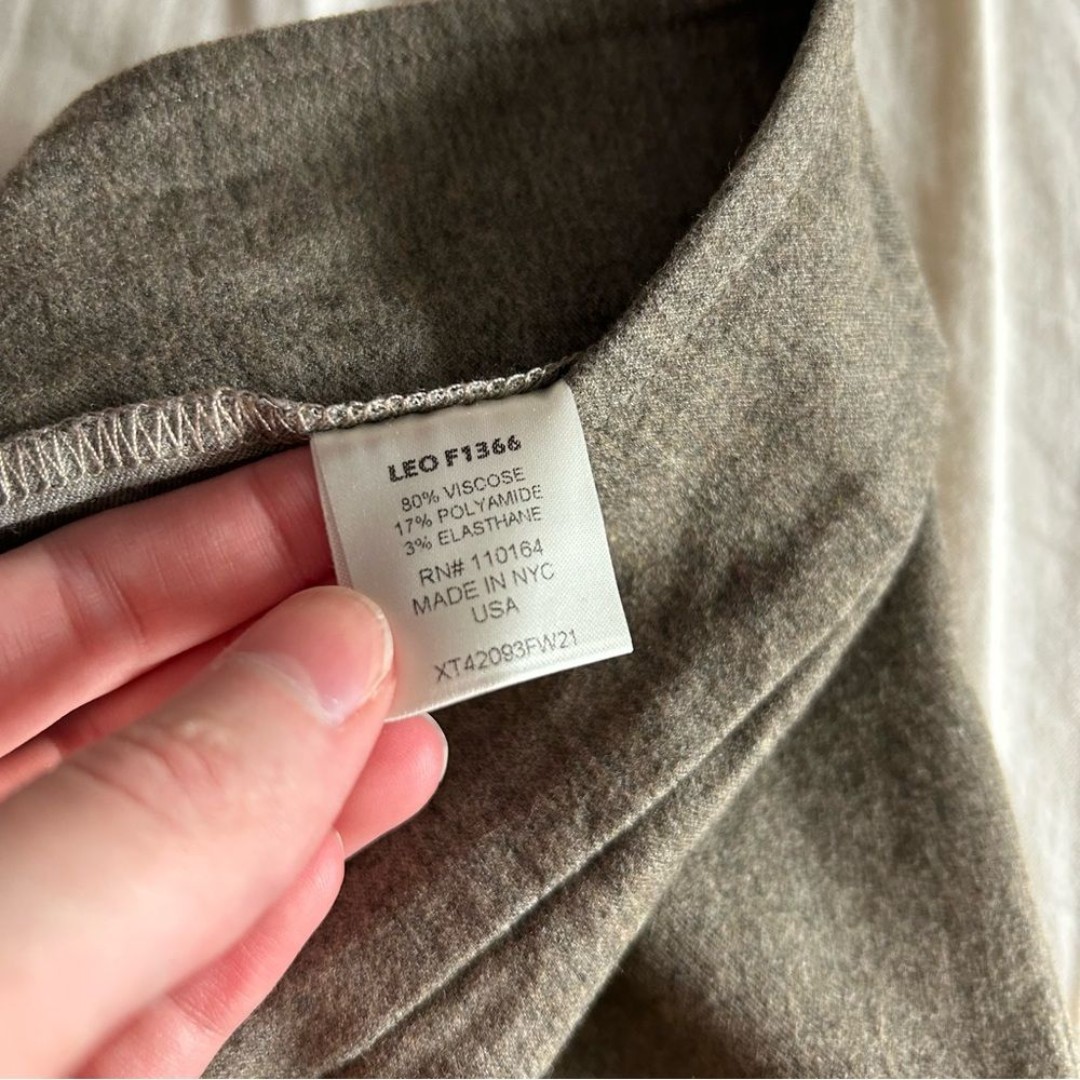 LEO F1366
80% VISCOSE
17% POLYAMIDE
3% ELASTHANE
RN# 110164
MADE IN NYC
USA
XT42093FW21